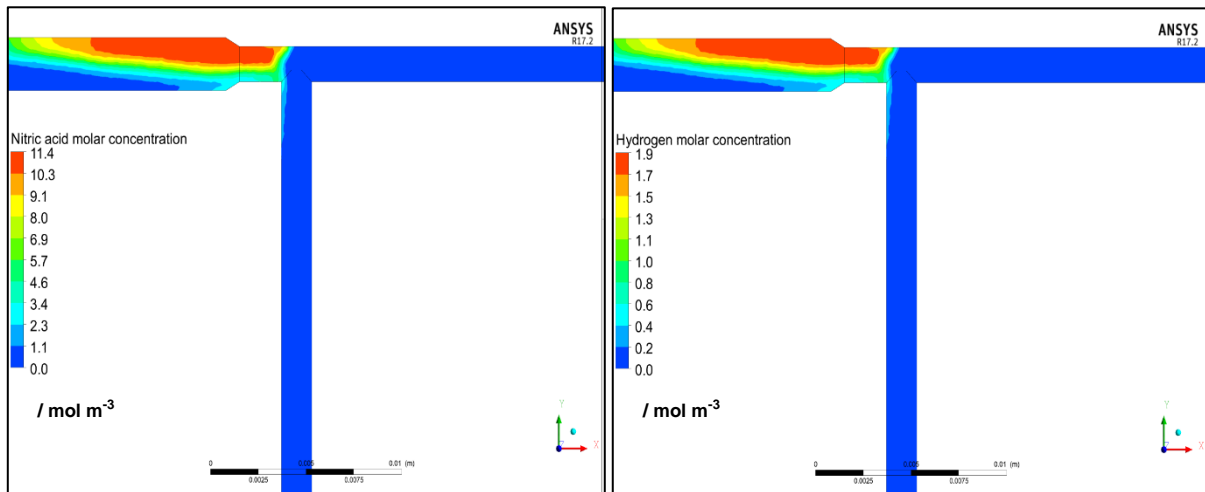 ANSYS
R17.2
Nitric acid molar concentration
11.4
10.3
9.1
8.0
6.9
5.7
4.6
3.4
2.3
1.1
0.0
/ mol m-3
Y
X
Z
0 0.005 0.01 (m)
0.0025 0.0075
ANSYS
R17.2
Hydrogen molar concentration
1.9
1.7
1.5
1.3
1.1
1.0
0.8
0.6
0.4
0.2
0.0
/ mol m-3
Y
X
Z
0 0.005 0.01 (m)
0.0025 0.0075